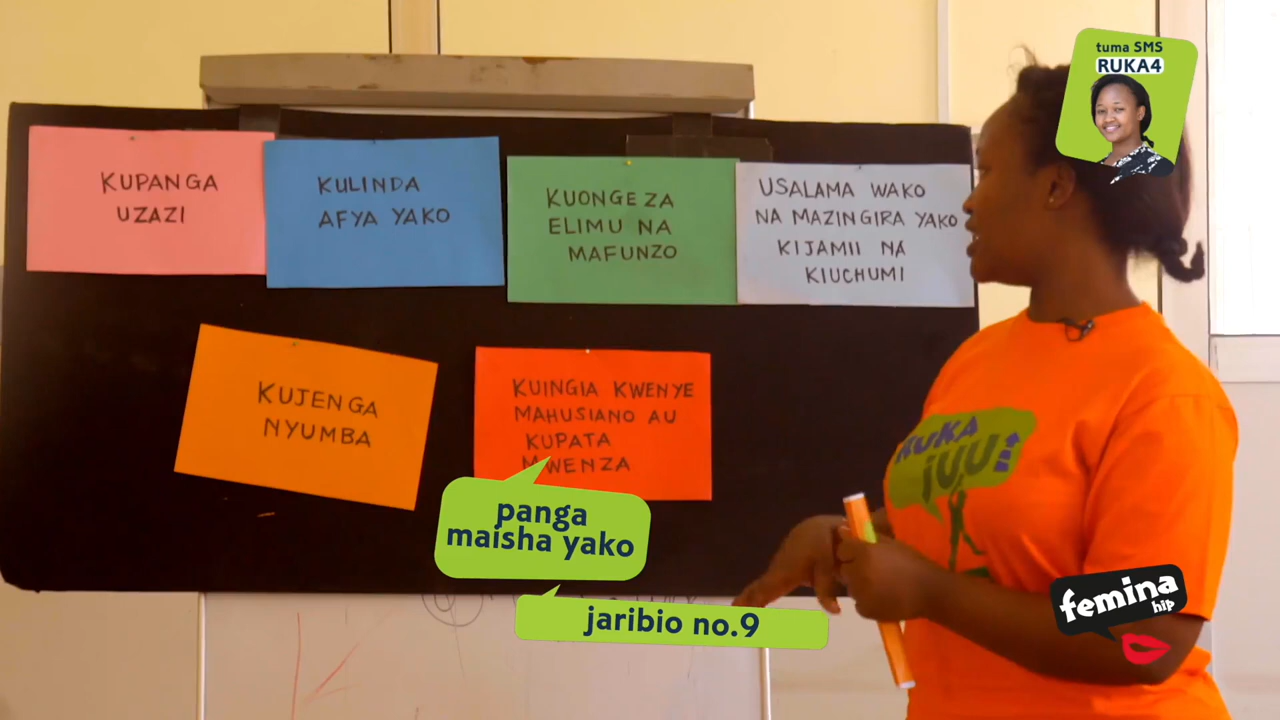 tuma SMS
RUKA4
KUPANGA
UZAZI
KULINDA
AFYA YAKO
KUONGEZA
ELIMU NA
MAFUNZO
USALAMA WAKO
NA MAZINGIRA YAKO
KIJAMII NA
KIUCHUMI
KUJENGA
NYUMBA
KUINGIA KWENYE
MAHUSIANO AU
KUPATA
MWENZA
RUKA
JUU
panga
maisha yako
jaribio no.9
femina
hip